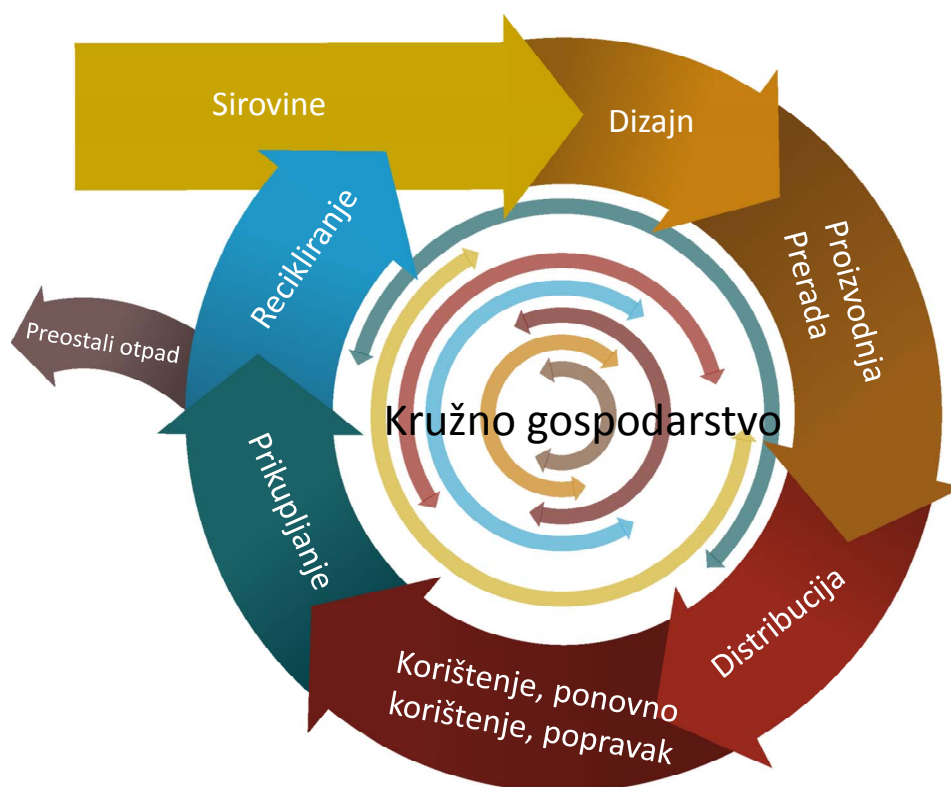 Sirovine
Dizajn
Proizvodnja
Prerada
Distribucija
Korištenje, ponovno
korištenje, popravak
Prikupljanje
Recikliranje
Preostali otpad
Kružno gospodarstvo